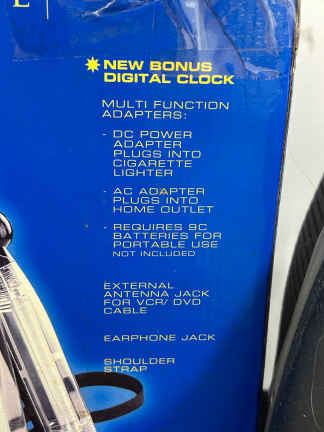 L
NEW BONUS
DIGITAL CLOCK
MULTI FUNCTION
ADAPTERS:
- DC POWER
ADAPTER
PLUGS INTO
CIGARETTE
LIGHTER
- AC ADAPTER
PLUGS INTO
HOME OUTLET
- REQUIRES 9C
BATTERIES FOR
PORTABLE USE
NOT INCLUDED
EXTERNAL
ANTENNA JACK
FOR VCR/ DVD
CABLE
EARPHONE JACK
SHOULDER
STRAP